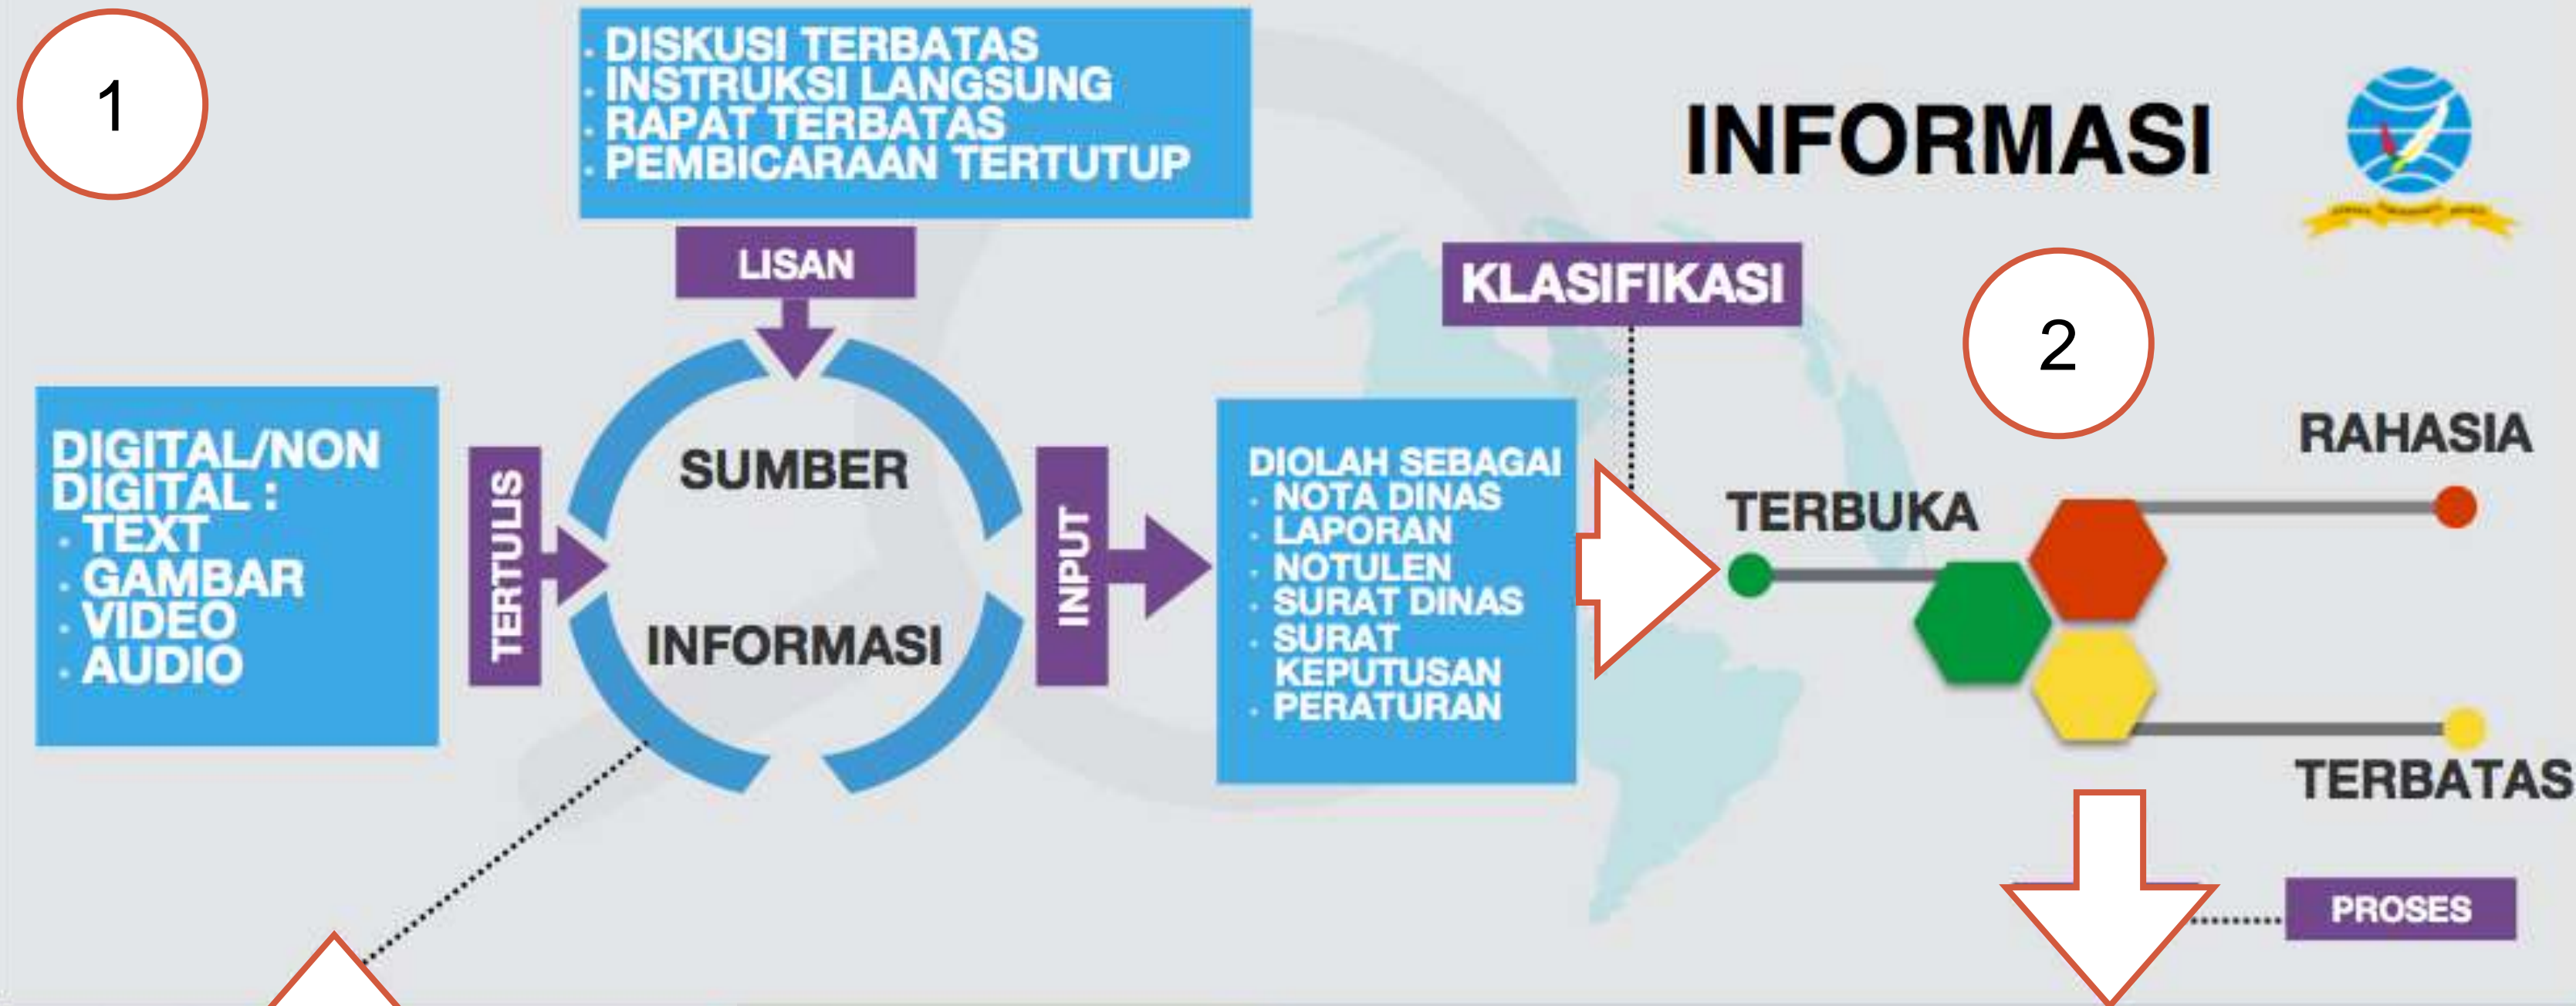 1
. DISKUSI TERBATAS
. INSTRUKSI LANGSUNG
. RAPAT TERBATAS
. PEMBICARAAN TERTUTUP
INFORMASI
LISAN
KLASIFIKASI
2
DIGITAL/NON
DIGITAL :
. TEXT
. GAMBAR
. VIDEO
. AUDIO
TERTULIS
SUMBER
INFORMASI
INPUT
DIOLAH SEBAGAI
. NOTA DINAS
. LAPORAN
. NOTULEN
. SURAT DINAS
. SURAT
KEPUTUSAN
. PERATURAN
TERBUKA
RAHASIA
TERBATAS
PROSES